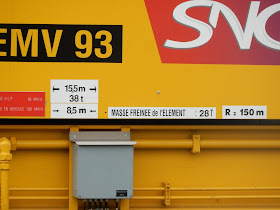 EMV 93
SNC
15,5 m
38 t
8,5 m
MASSE FREINEE de l'ELEMENT : 28 T
R = 150 m